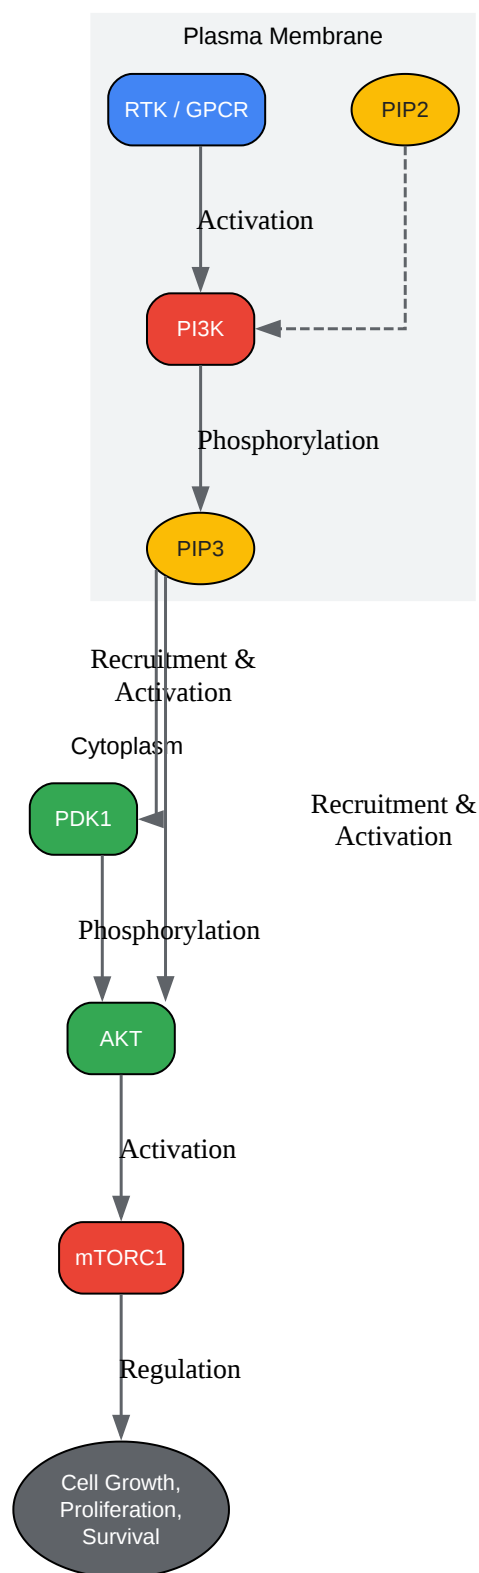 Plasma Membrane
RTK / GPCR
PIP2
Activation
PI3K
Phosphorylation
PIP3
Recruitment &
Activation
Cytoplasm
PDK1
Recruitment &
Activation
Phosphorylation
AKT
Activation
mTORC1
Regulation
Cell Growth,
Proliferation,
Survival